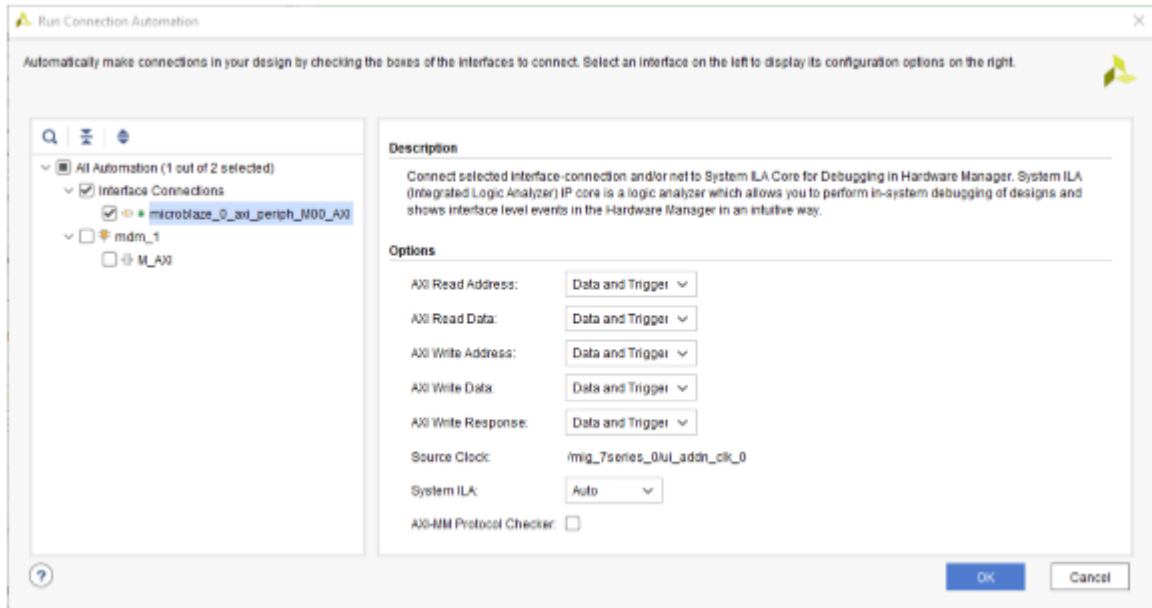 Run Connection Automation
Automatically make connections in your design by checking the boxes of the interfaces to connect. Select an interface on the left to display its configuration options on the right.
All Automation (1 out of 2 selected)
Interface Connections
microblaze_0_axi_periph_M00_AXI
mdm_1
M_AXI
Description
Connect selected interface-connection and/or net to System ILA Core for Debugging in Hardware Manager. System ILA
(Integrated Logic Analyzer) IP core is a logic analyzer which allows you to perform in-system debugging of designs and
shows interface level events in the Hardware Manager in an intuitive way.
Options
AXI Read Address: Data and Trigger
AXI Read Data: Data and Trigger
AXI Write Address: Data and Trigger
AXI Write Data: Data and Trigger
AXI Write Response: Data and Trigger
Source Clock: /mig_7series_0/ui_addn_clk_0
System ILA: Auto
AXI-MM Protocol Checker:
?
OK Cancel